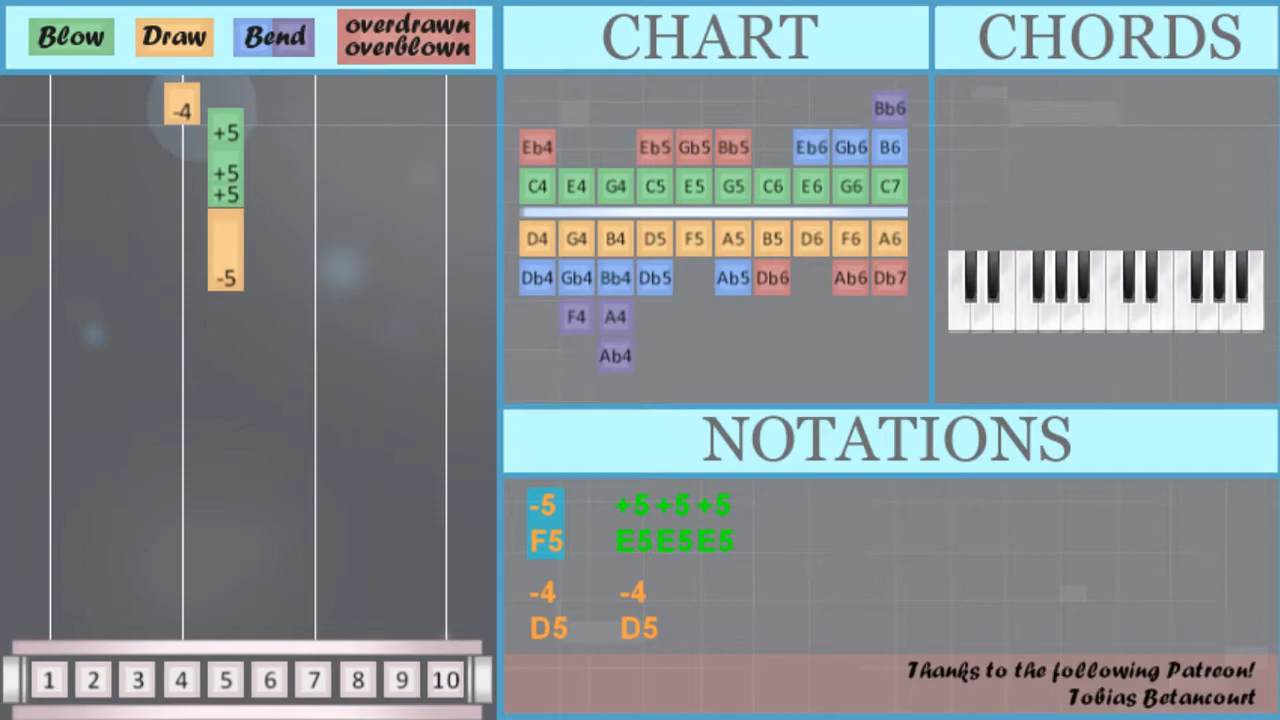 Blow Draw Bend overdrawn
overblown
CHART
CHORDS
-4
+5
+5
+5
-5
1 2 3 4 5 6 7 8 9 10
Bb6
Eb4 Eb5 Gb5 Bb5 Eb6 Gb6 B6
C4 E4 G4 C5 E5 G5 C6 E6 G6 C7
D4 G4 B4 D5 F5 A5 B5 D6 F6 A6
Db4 Gb4 Bb4 Db5 Ab5 Db6 Ab6 Db7
F4 A4
Ab4
NOTATIONS
-5 +5 +5 +5
F5 E5 E5 E5
-4 -4
D5 D5
Thanks to the following Patreon!
Tobias Betancourt